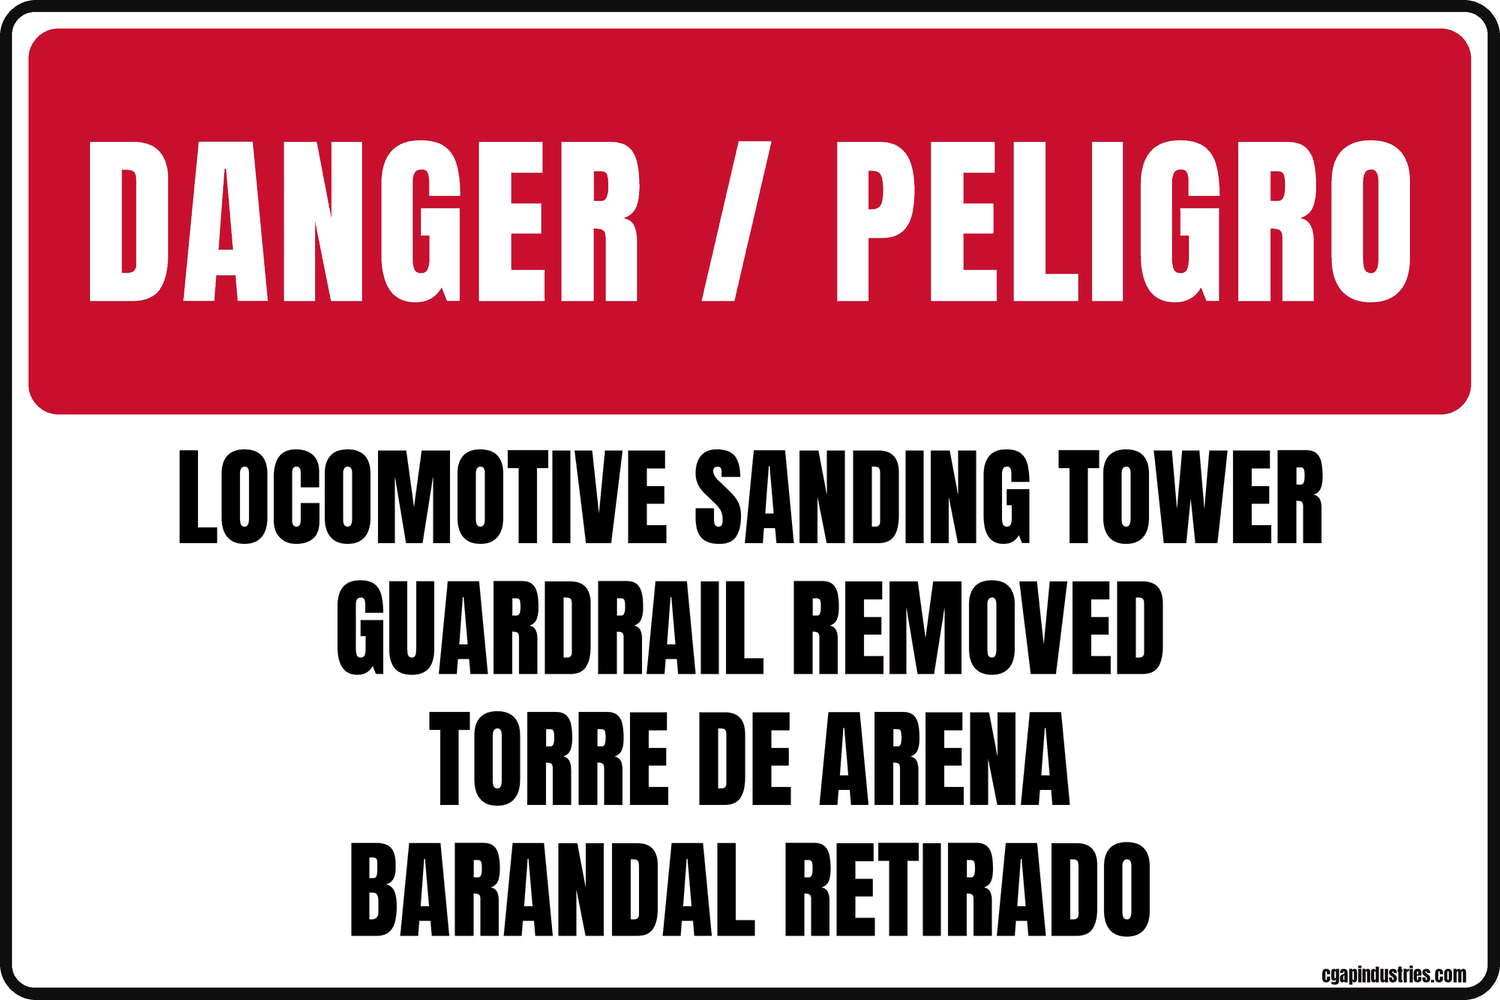 DANGER / PELIGRO
LOCOMOTIVE SANDING TOWER
GUARDRAIL REMOVED
TORRE DE ARENA
BARANDAL RETIRADO
cgapindustries.com